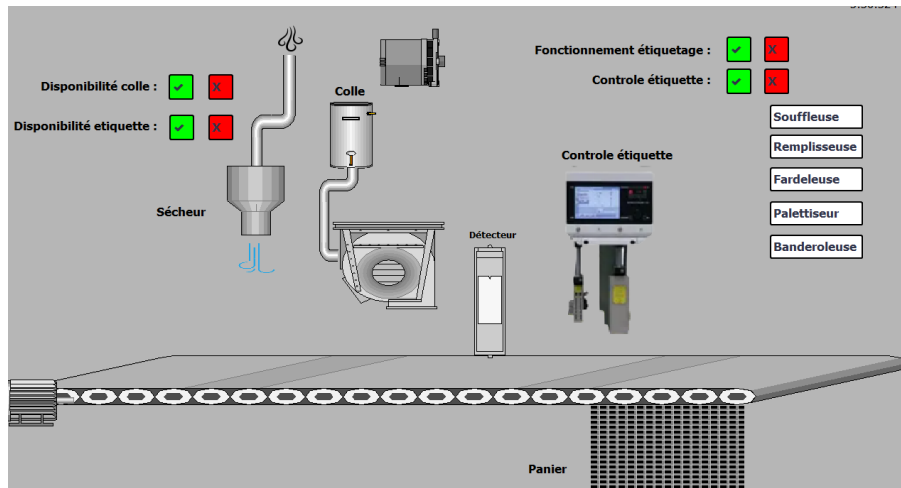 Fonctionnement étiquetage :
Controle étiquette :
Disponibilité colle :
Disponibilité etiquette :
Colle
Souffleuse
Remplisseuse
Fardeleuse
Palettiseur
Banderoleuse
Controle étiquette
Sécheur
Détecteur
Panier